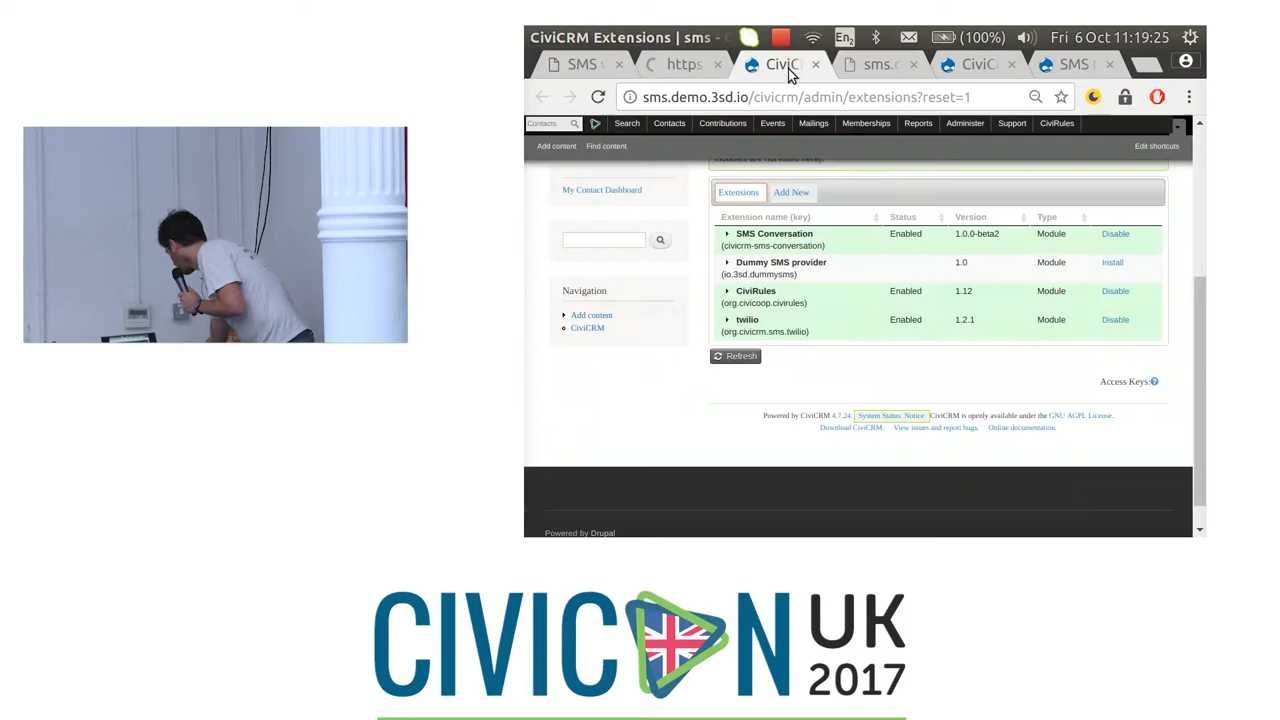 CiviCRM Extensions | sms -
En2
(100%)
Fri 6 Oct 11:19:25
SMS
https
CiviC
sms.
CiviC
SMS
sms.demo.3sd.io/civicrm/admin/extensions?reset=1
Contacts
Search
Contacts
Contributions
Events
Mailings
Memberships
Reports
Administer
Support
CiviRules
Add content
Find content
Edit shortcuts
My Contact Dashboard
Navigation
Add content
CiviCRM
Extensions
Add New
Extension name (key) Status Version Type
SMS Conversation Enabled 1.0.0-beta2 Module Disable
(civicrm-sms-conversation)
Dummy SMS provider 1.0 Module Install
(io.3sd.dummysms)
CiviRules Enabled 1.12 Module Disable
(org.civicoop.civirules)
twilio Enabled 1.2.1 Module Disable
(org.civicrm.sms.twilio)
Refresh
Access Keys:
Powered by CiviCRM 4.7.24. System Status: Notice CiviCRM is openly available under the GNU AGPL License.
Download CiviCRM. View issues and report bugs. Online documentation.
Powered by Drupal
CIVICON UK
2017